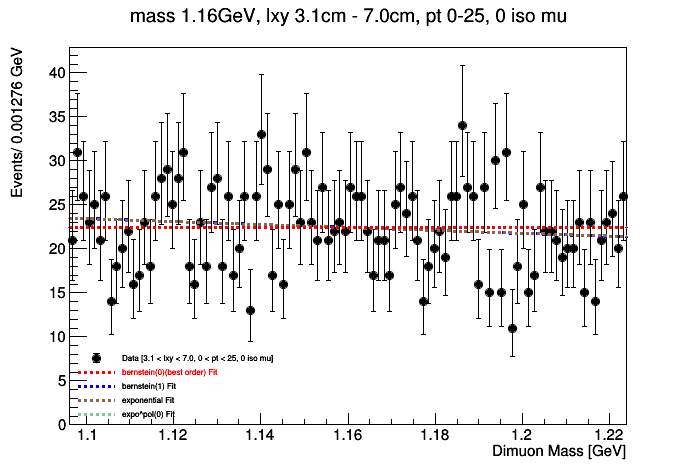 mass 1.16GeV, lxy 3.1cm - 7.0cm, pt 0-25, 0 iso mu
Events/ 0.001276 GeV
40
35
30
25
20
15
10
5
0
Data [3.1 < lxy < 7.0, 0 < pt < 25, 0 iso mu]
bernstein(0)(best order) Fit
bernstein(1) Fit
exponential Fit
expo*pol(0) Fit
1.1 1.12 1.14 1.16 1.18 1.2 1.22
Dimuon Mass [GeV]